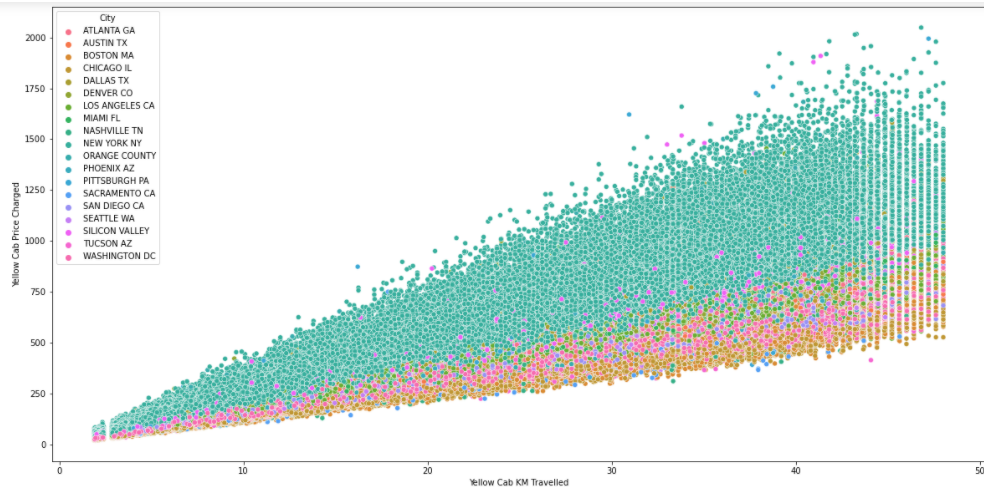 City
ATLANTA GA
AUSTIN TX
BOSTON MA
CHICAGO IL
DALLAS TX
DENVER CO
LOS ANGELES CA
MIAMI FL
NASHVILLE TN
NEW YORK NY
ORANGE COUNTY
PHOENIX AZ
PITTSBURGH PA
SACRAMENTO CA
SAN DIEGO CA
SEATTLE WA
SILICON VALLEY
TUCSON AZ
WASHINGTON DC
Yellow Cab Price Charged
2000
1750
1500
1250
1000
750
500
250
0
0 10 20 30 40 50
Yellow Cab KM Travelled